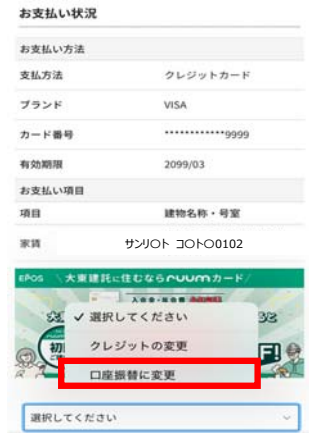 お支払い状況
お支払い方法
支払方法 クレジットカード
ブランド VISA
カード番号 ************9999
有効期限 2099/03
お支払い項目
項目 建物名称・号室
家賃 サンリ〇ト コ〇ト〇0102
EPOS \大東建託に住むならruumカード/
✓ 選択してください
クレジットの変更
口座振替に変更
選択してください